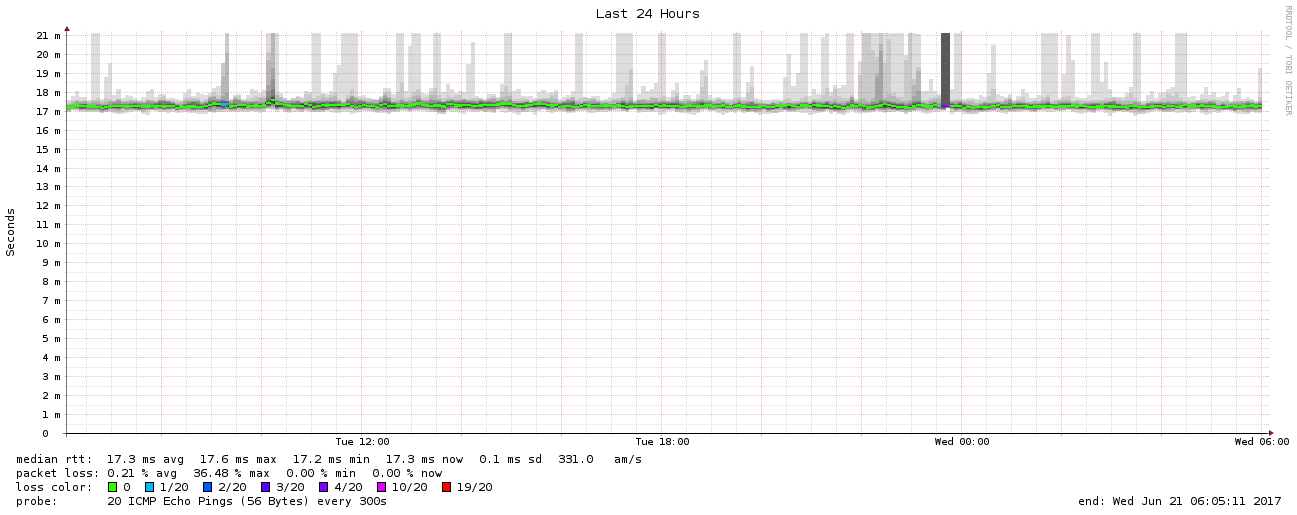 Last 24 Hours
RRDTOOL / TOBI OETIKER
Seconds
21 m
20 m
19 m
18 m
17 m
16 m
15 m
14 m
13 m
12 m
11 m
10 m
9 m
8 m
7 m
6 m
5 m
4 m
3 m
2 m
1 m
0
Tue 12:00 Tue 18:00 Wed 00:00 Wed 06:00
median rtt: 17.3 ms avg 17.6 ms max 17.2 ms min 17.3 ms now 0.1 ms sd 331.0 am/s
packet loss: 0.21 % avg 36.48 % max 0.00 % min 0.00 % now
loss color: 0 1/20 2/20 3/20 4/20 10/20 19/20
probe: 20 ICMP Echo Pings (56 Bytes) every 300s end: Wed Jun 21 06:05:11 2017